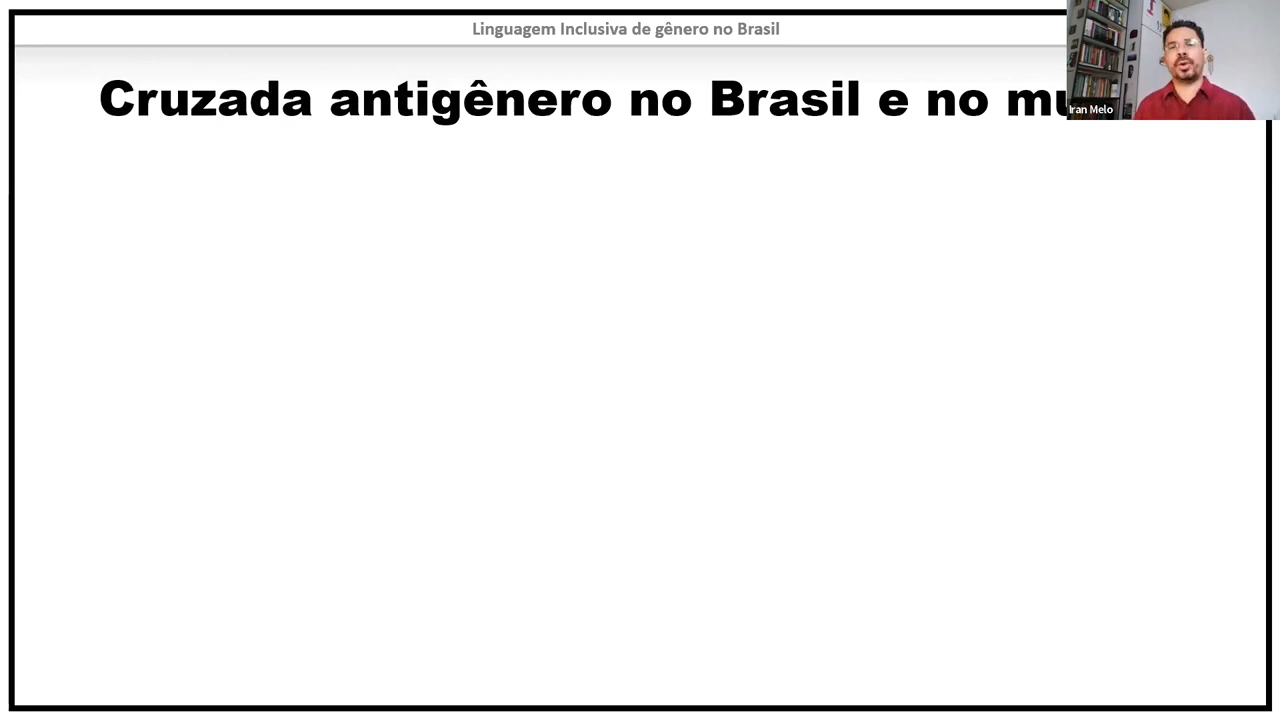 Linguagem Inclusiva de gênero no Brasil
Cruzada antigênero no Brasil e no mu
Iran Melo